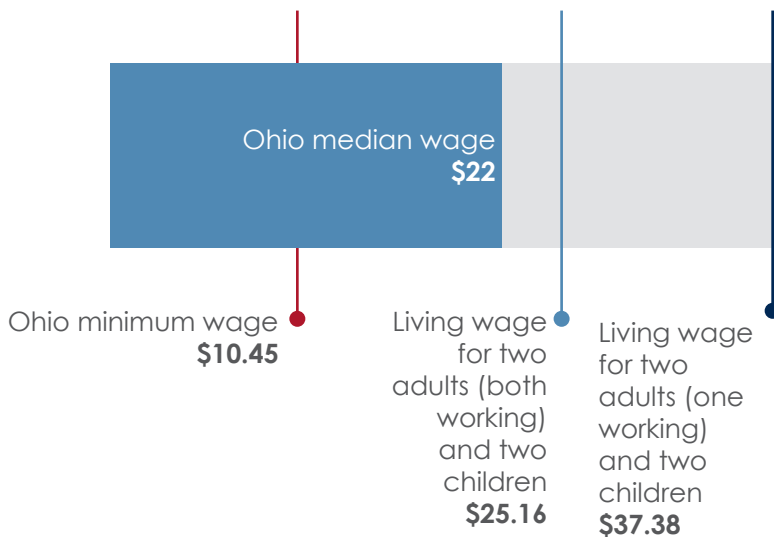 Ohio median wage
$22
Ohio minimum wage
$10.45
Living wage
for two
adults (both
working)
and two
children
$25.16
Living wage
for two
adults (one
working)
and two
children
$37.38